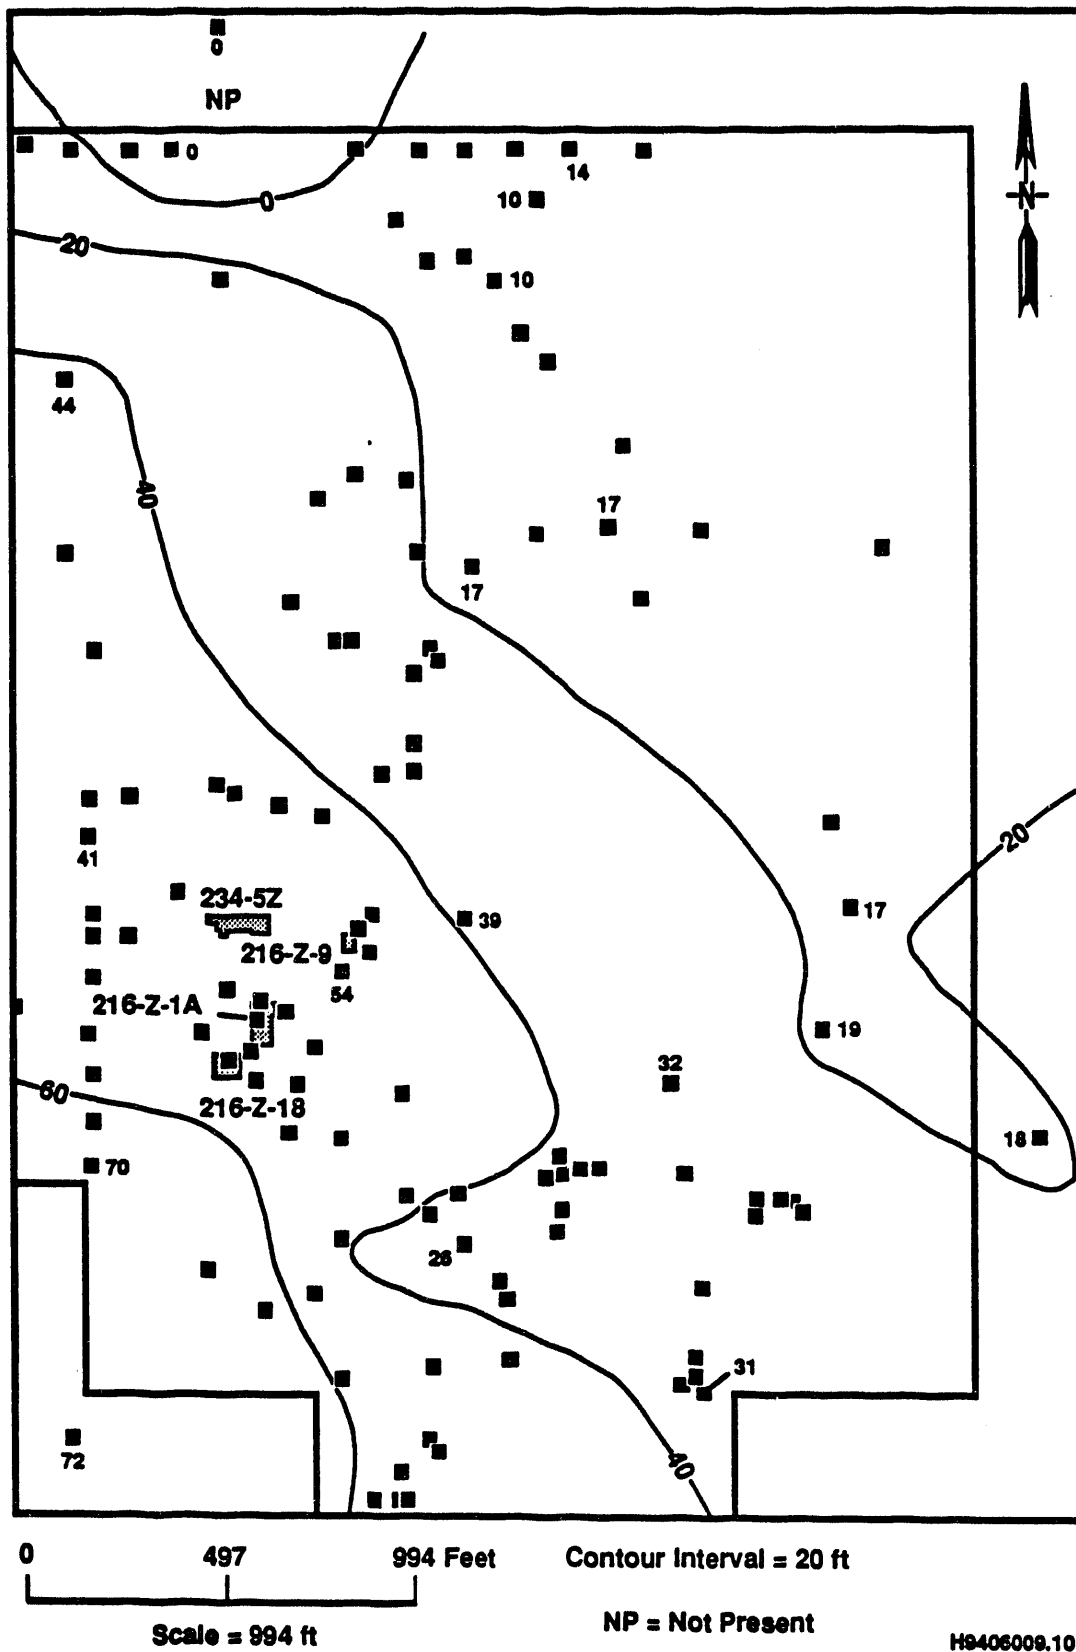 0
NP
0
14
10
N
0
20
10
44
40
17
17
20
41
234-5Z
17
39
216-Z-9
54
216-Z-1A
19
32
60
216-Z-18
18
70
26
31
72
40
0 497 994 Feet Contour Interval = 20 ft
Scale = 994 ft NP = Not Present
H9406009.10